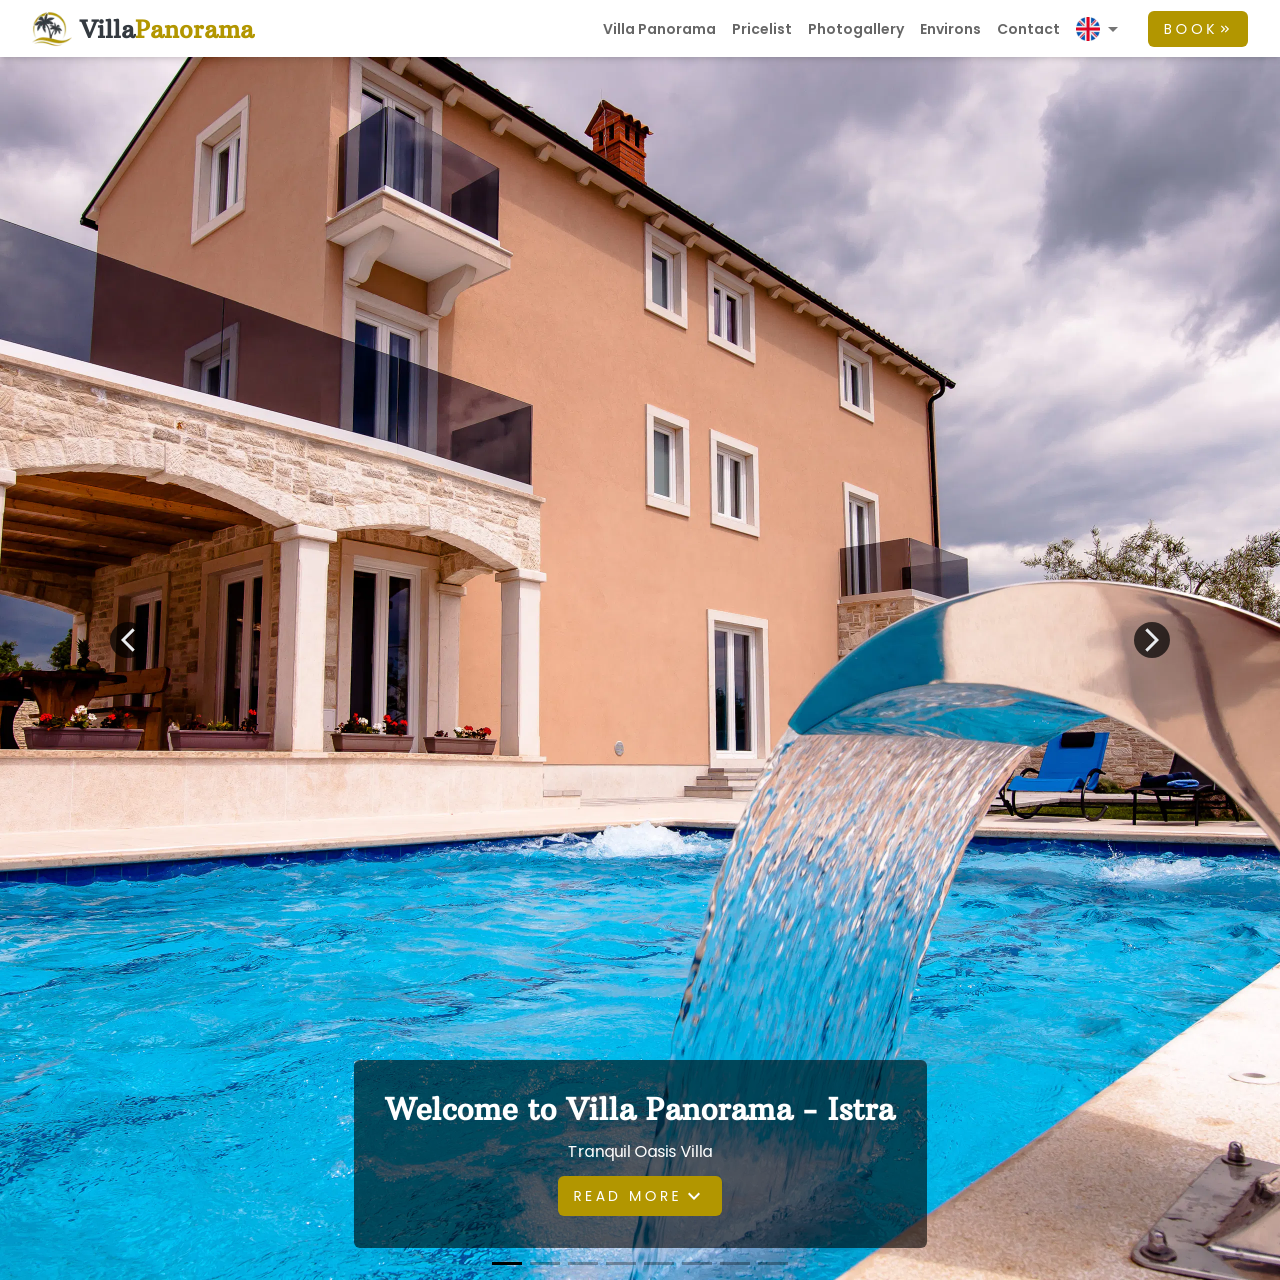 VillaPanorama
Villa Panorama Pricelist Photogallery Environs Contact BOOK»
Welcome to Villa Panorama - Istra
Tranquil Oasis Villa
READ MORE